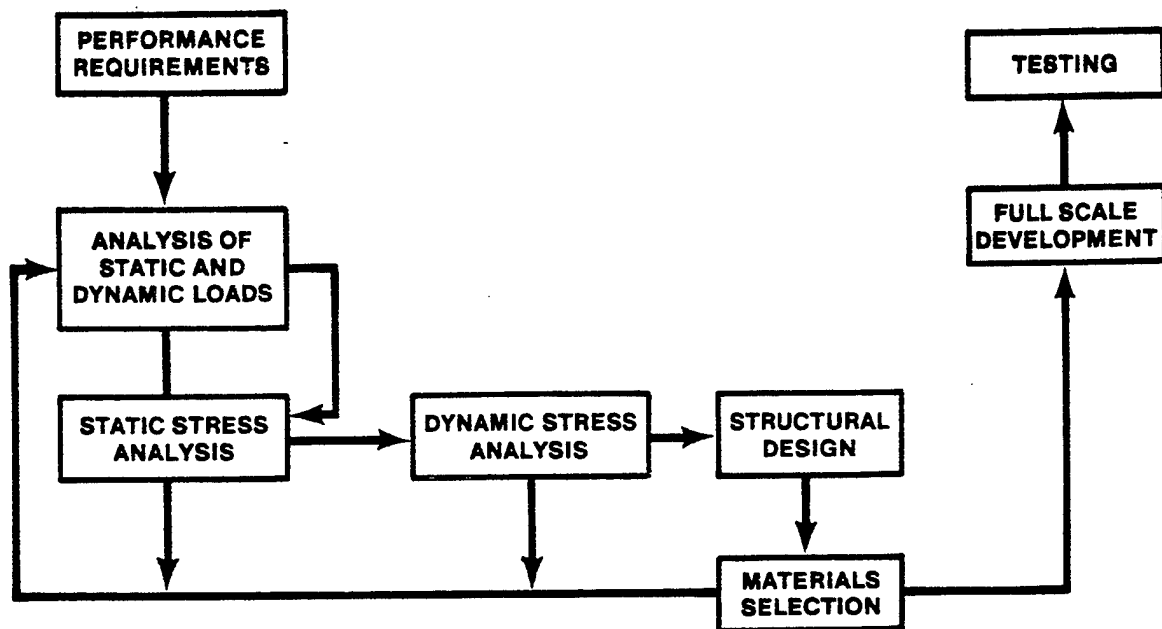 PERFORMANCE
REQUIREMENTS
TESTING
FULL SCALE
DEVELOPMENT
ANALYSIS OF
STATIC AND
DYNAMIC LOADS
STATIC STRESS
ANALYSIS
DYNAMIC STRESS
ANALYSIS
STRUCTURAL
DESIGN
MATERIALS
SELECTION